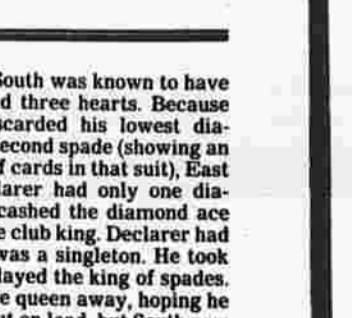 South was known to have
d three hearts. Because
scarded his lowest dia-
econd spade (showing an
f cards in that suit), East
larer had only one dia-
cashed the diamond ace
e club king. Declarer had
was a singleton. He took
layed the king of spades.
e queen away, hoping he